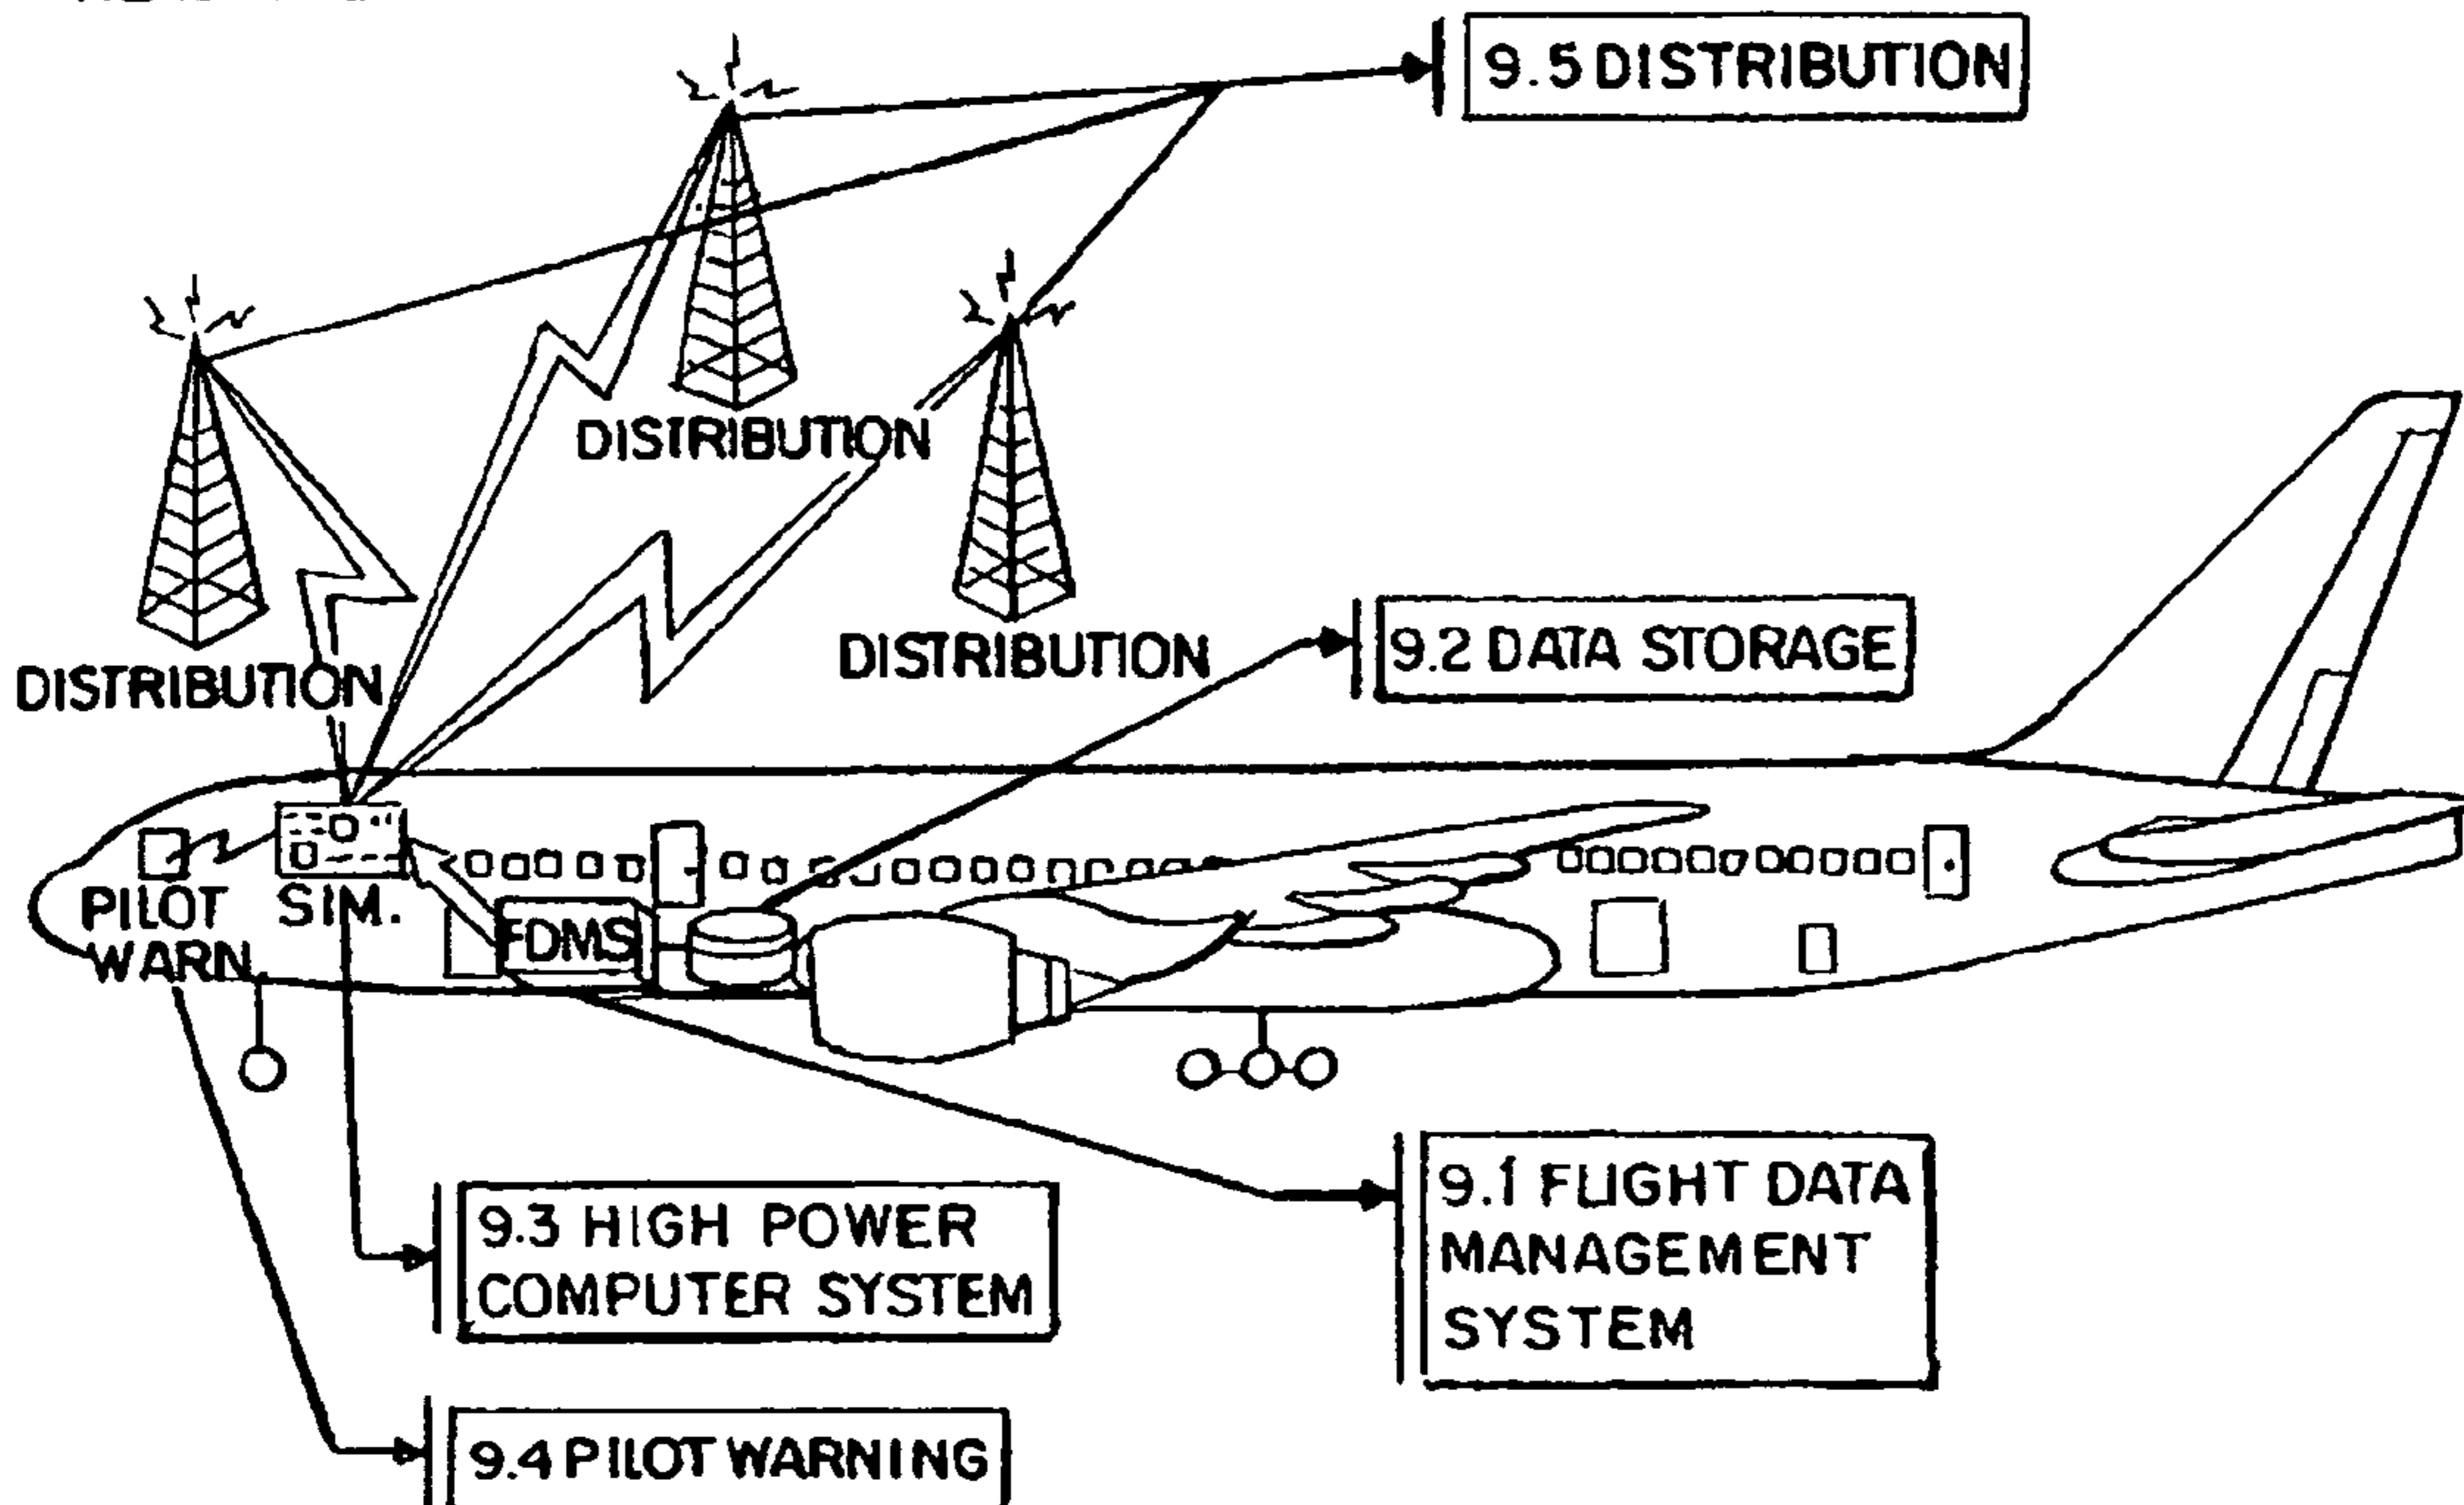 9.5 DISTRIBUTION
DISTRIBUTION
DISTRIBUTION
9.2 DATA STORAGE
DISTRIBUTION
PILOT
WARN
SIM.
FDMS
9.1 FLIGHT DATA
MANAGEMENT
SYSTEM
9.3 HIGH POWER
COMPUTER SYSTEM
9.4 PILOT WARNING